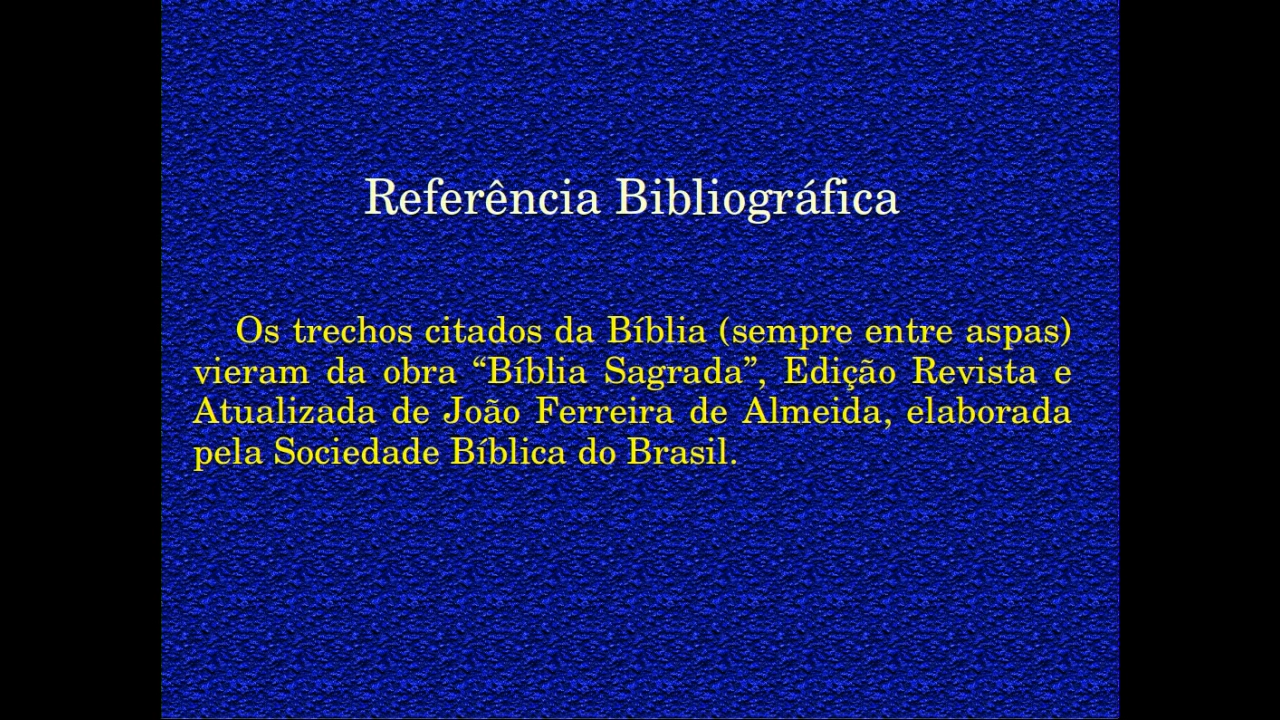 Referência Bibliográfica
Os trechos citados da Bíblia (sempre entre aspas)
vieram da obra “Bíblia Sagrada”, Edição Revista e
Atualizada de João Ferreira de Almeida, elaborada
pela Sociedade Bíblica do Brasil.